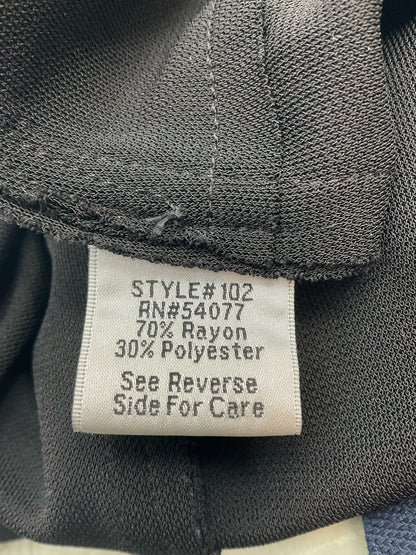 STYLE#102
RN#54077
70% Rayon
30% Polyester
See Reverse
Side For Care